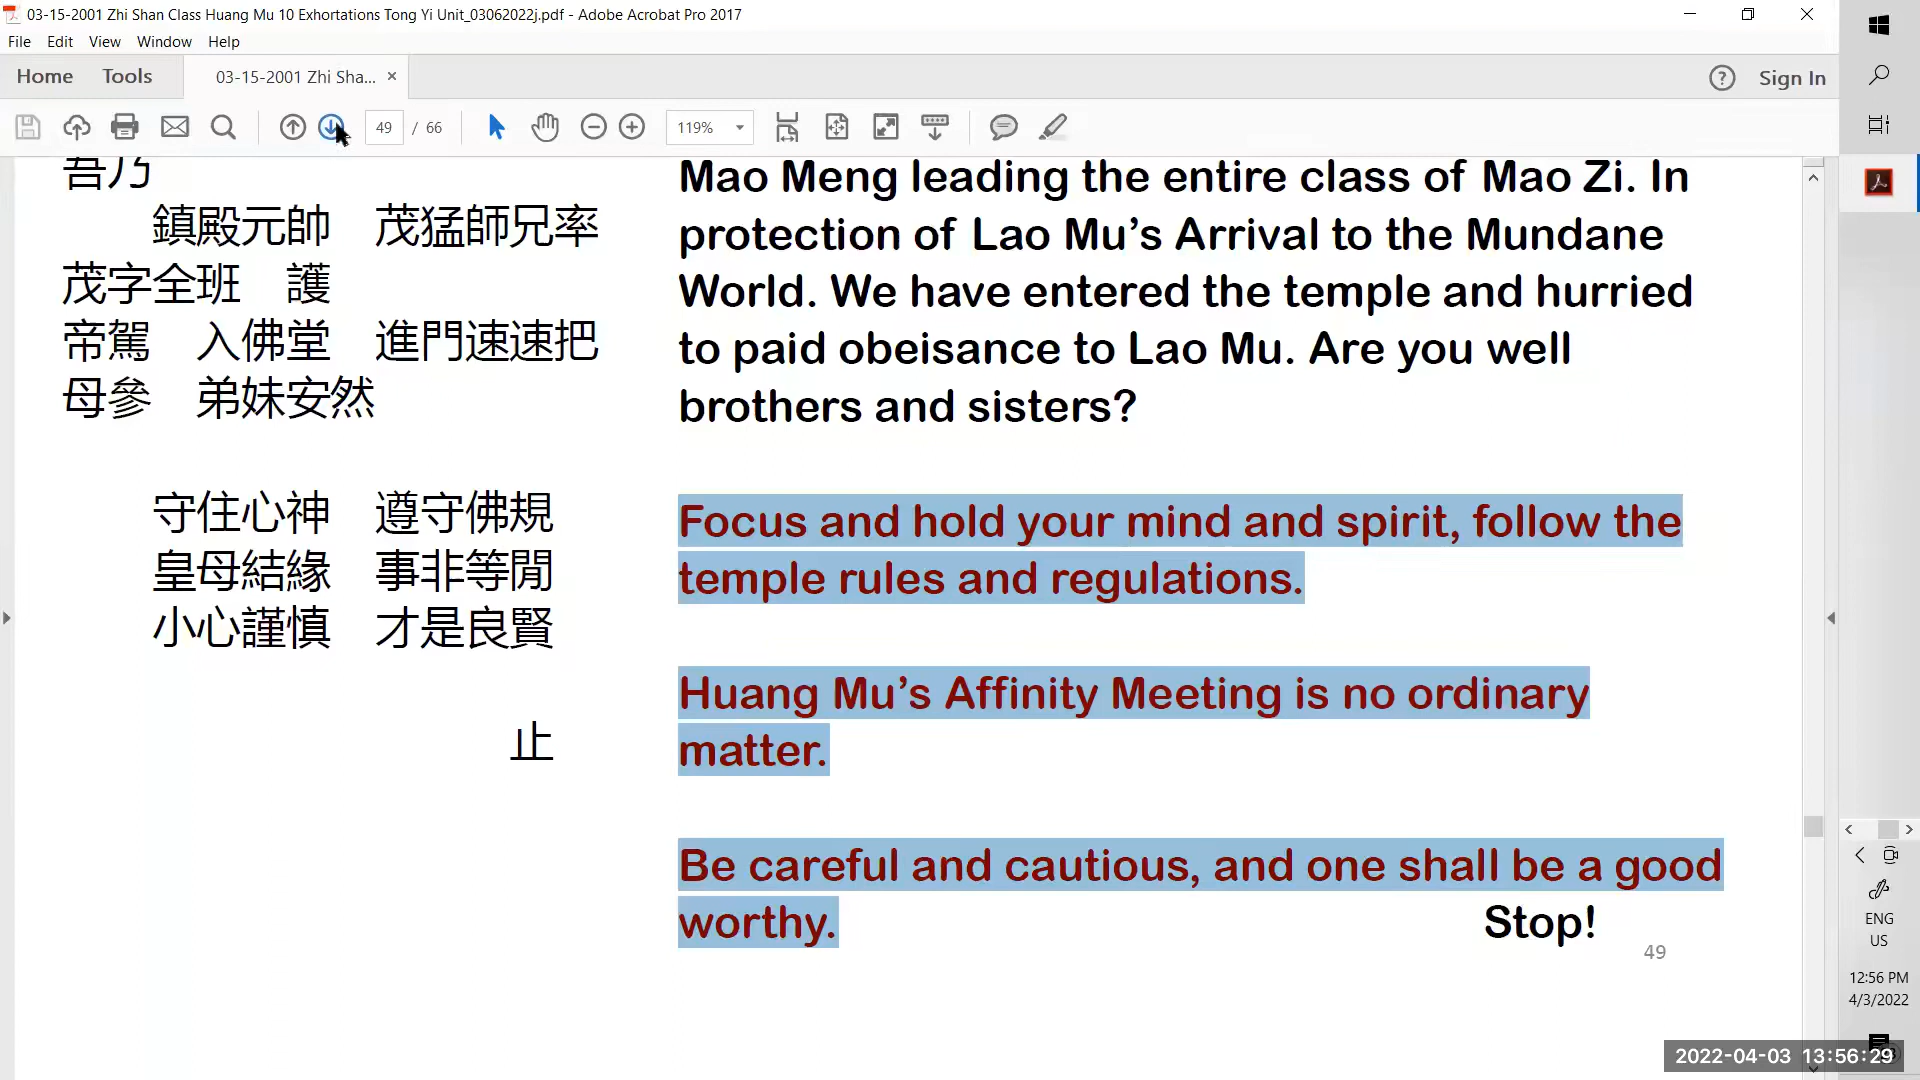 03-15-2001 Zhi Shan Class Huang Mu 10 Exhortations Tong Yi Unit_03062022j.pdf - Adobe Acrobat Pro 2017
File Edit View Window Help
Home Tools 03-15-2001 Zhi Sha... × Sign In
49 / 66 119%
吾乃
鎮殿元帥　茂猛師兄率
茂字全班　護
帝駕　入佛堂　進門速速把
母參　弟妹安然
守住心神　遵守佛規
皇母結緣　事非等閒
小心謹慎　才是良賢
止
Mao Meng leading the entire class of Mao Zi. In
protection of Lao Mu’s Arrival to the Mundane
World. We have entered the temple and hurried
to paid obeisance to Lao Mu. Are you well
brothers and sisters?
Focus and hold your mind and spirit, follow the
temple rules and regulations.
Huang Mu’s Affinity Meeting is no ordinary
matter.
Be careful and cautious, and one shall be a good
worthy. Stop!
49
ENG
US
12:56 PM
4/3/2022
2022-04-03 13:56:29